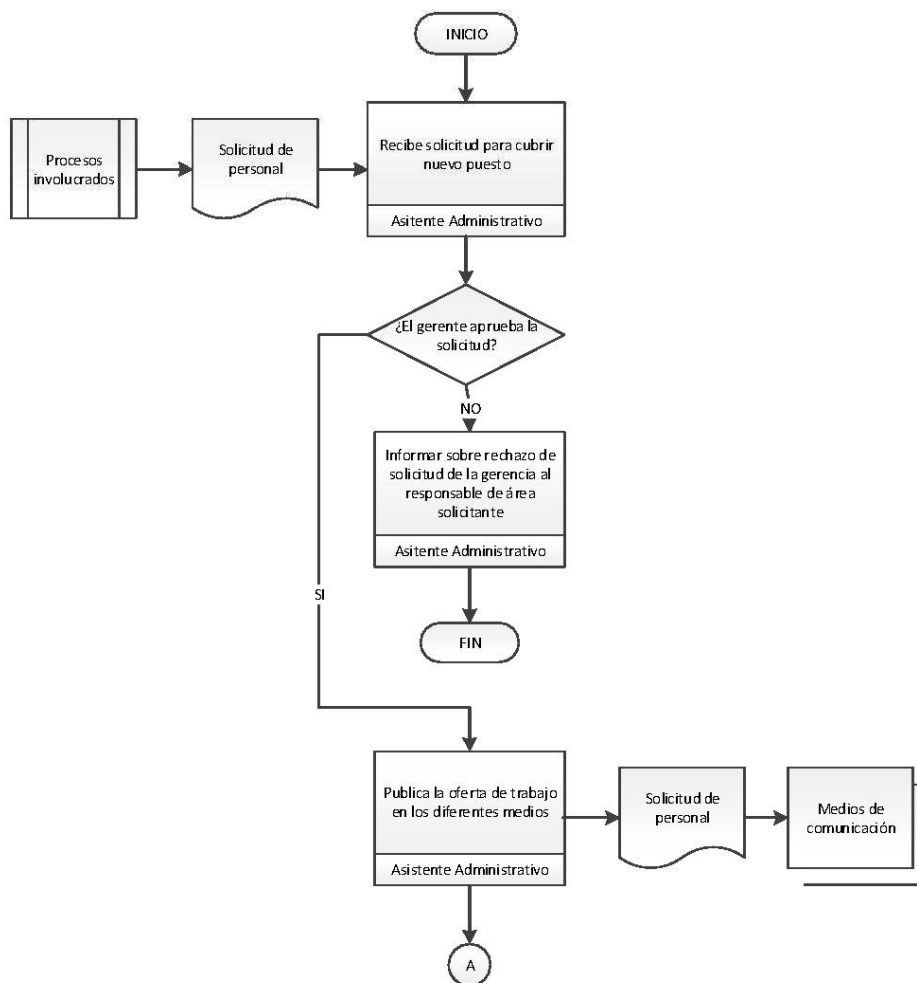 INICIO
Procesos
involucrados
Solicitud de
personal
Recibe solicitud para cubrir
nuevo puesto
Asitente Administrativo
¿El gerente aprueba la
solicitud?
NO
Informar sobre rechazo de
solicitud de la gerencia al
responsable de área
solicitante
Asitente Administrativo
SI
FIN
Publica la oferta de trabajo
en los diferentes medios
Asistente Administrativo
Solicitud de
personal
Medios de
comunicación
A